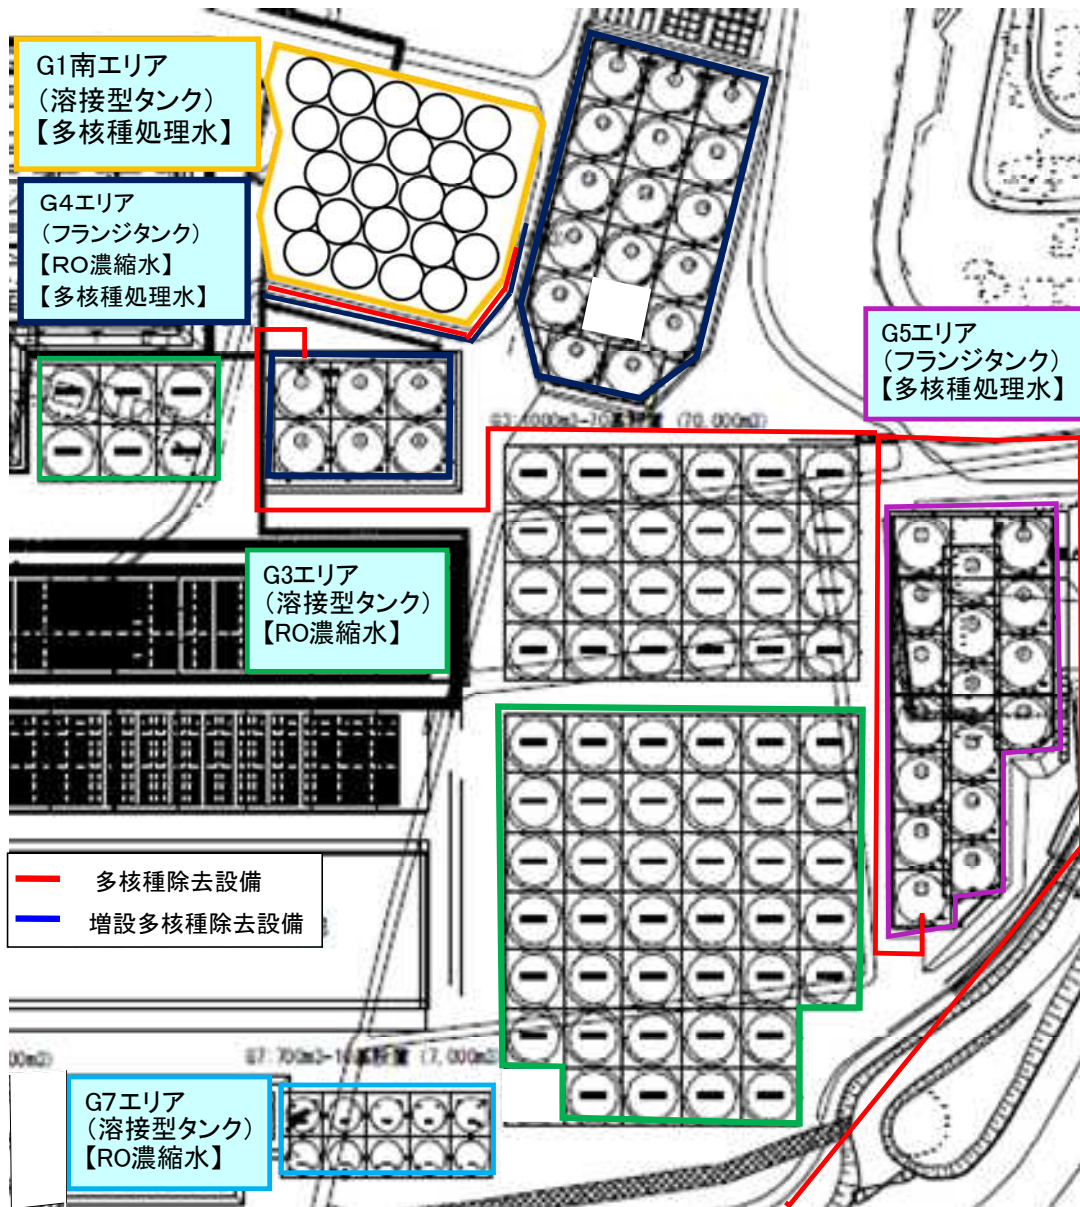 G1南エリア
（溶接型タンク）
【多核種処理水】
G4エリア
（フランジタンク）
【RO濃縮水】
【多核種処理水】
G5エリア
（フランジタンク）
【多核種処理水】
(70,000m3)
G3エリア
（溶接型タンク）
【RO濃縮水】
多核種除去設備
増設多核種除去設備
G7エリア
（溶接型タンク）
【RO濃縮水】